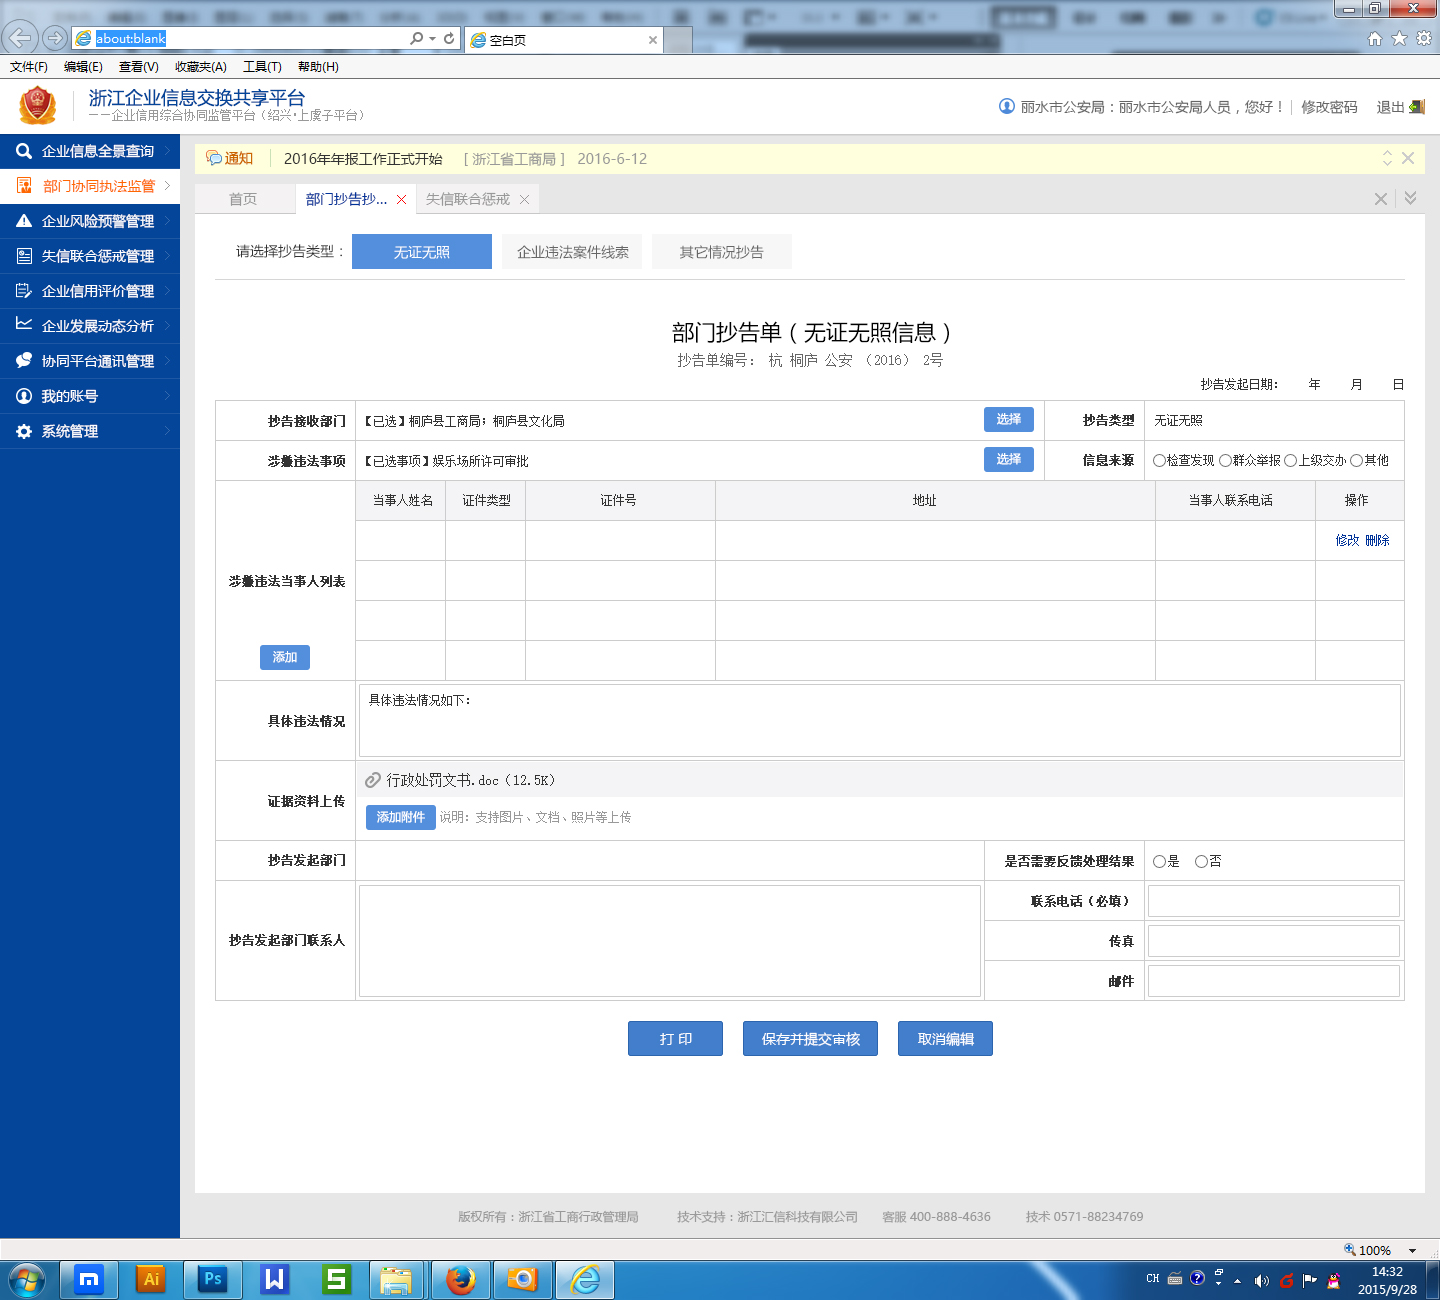 about:blank
空白页
文件(F) 编辑(E) 查看(V) 收藏夹(A) 工具(T) 帮助(H)
浙江企业信息交换共享平台
——企业信用综合协同监管平台（绍兴·上虞子平台）
丽水市公安局：丽水市公安局人员，您好！ 修改密码 退出
企业信息全景查询
部门协同执法监管
企业风险预警管理
失信联合惩戒管理
企业信用评价管理
企业发展动态分析
协同平台通讯管理
我的账号
系统管理
通知 2016年年报工作正式开始 [ 浙江省工商局 ] 2016-6-12
首页 部门抄告抄... 失信联合惩戒
请选择抄告类型： 无证无照 企业违法案件线索 其它情况抄告
部门抄告单（无证无照信息）
抄告单编号： 杭 桐庐 公安 （2016） 2号
抄告发起日期： 年 月 日
抄告接收部门 【已选】桐庐县工商局；桐庐县文化局 选择 抄告类型 无证无照
涉嫌违法事项 【已选事项】娱乐场所许可审批 选择 信息来源 检查发现 群众举报 上级交办 其他
当事人姓名 证件类型 证件号 地址 当事人联系电话 操作
修改 删除
涉嫌违法当事人列表
添加
具体违法情况 具体违法情况如下：
证据资料上传 行政处罚文书.doc（12.5K）
添加附件 说明：支持图片、文档、照片等上传
抄告发起部门 是否需要反馈处理结果 是 否
抄告发起部门联系人 联系电话（必填）
传真
邮件
打 印 保存并提交审核 取消编辑
版权所有：浙江省工商行政管理局 技术支持：浙江汇信科技有限公司 客服 400-888-4636 技术 0571-88234769
100%
m Ai Ps W S CH 14:32
2015/9/28